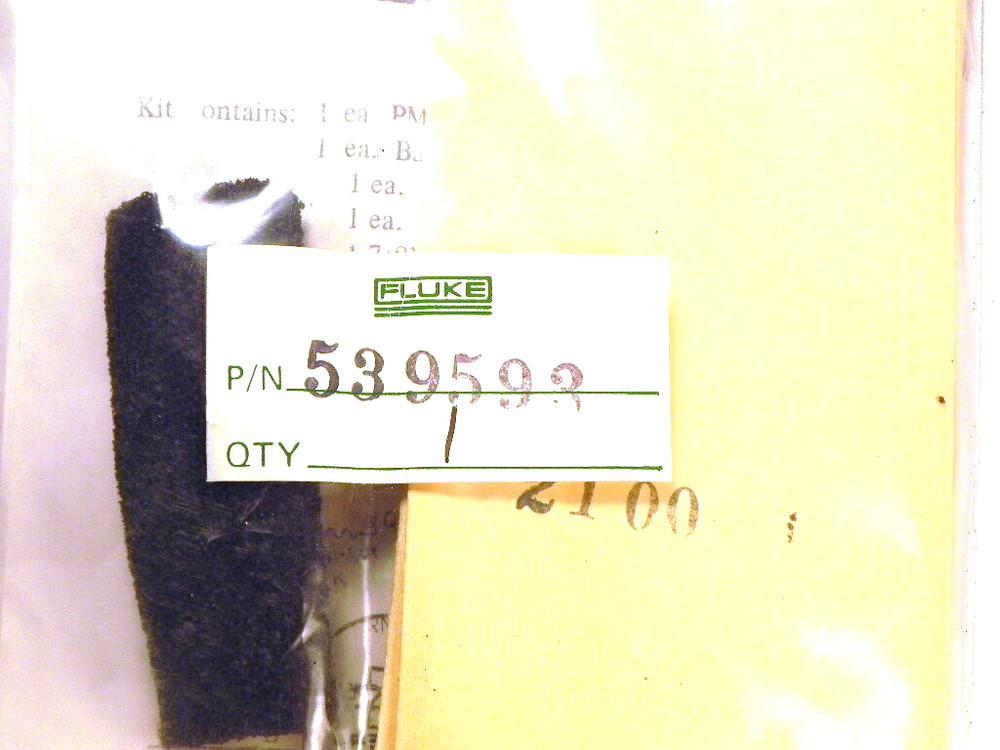 Kit ontains: 1 ea PM
1 ea. Ba
1 ea.
1 ea.
FLUKE
P/N 539593
QTY 1
2100